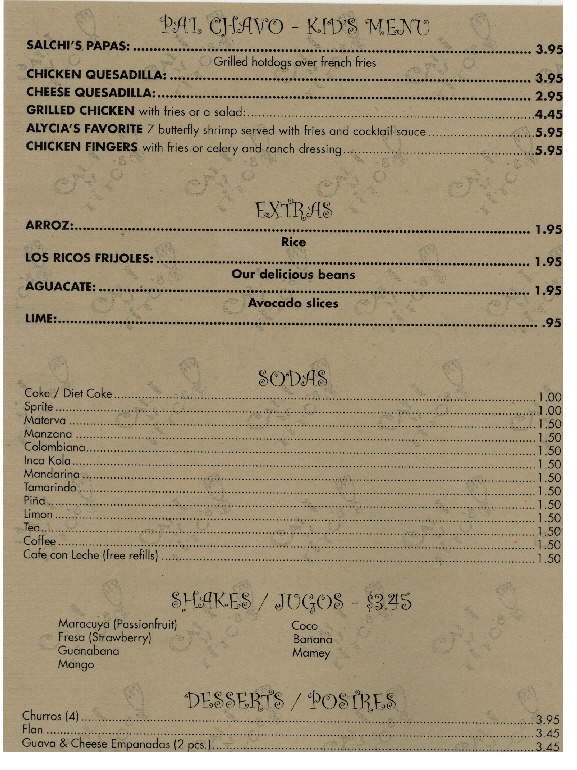 PA'L CHAVO - KID'S MENU
SALCHI'S PAPAS: 3.95
Grilled hotdogs over french fries
CHICKEN QUESADILLA: 3.95
CHEESE QUESADILLA: 2.95
GRILLED CHICKEN with fries or a salad: 4.45
ALYCIA'S FAVORITE 7 butterfly shrimp served with fries and cocktail sauce 5.95
CHICKEN FINGERS with fries or celery and ranch dressing 5.95
EXTRAS
ARROZ: 1.95
Rice
LOS RICOS FRIJOLES: 1.95
Our delicious beans
AGUACATE: 1.95
Avocado slices
LIME: .95
SODAS
Coke / Diet Coke 1.00
Sprite 1.00
Materva 1.50
Manzana 1.50
Colombiana 1.50
Inca Kola 1.50
Mandarina 1.50
Tamarindo 1.50
Piña 1.50
Limon 1.50
Tea 1.50
Coffee 1.50
Cafe con Leche (free refills) 1.50
SHAKES / JUGOS - $3.45
Maracuya (Passionfruit)
Fresa (Strawberry)
Guanabana
Mango
Coco
Banana
Mamey
DESSERTS / POSTRES
Churros (4) 3.95
Flan 3.45
Guava & Cheese Empanadas (2 pcs.) 3.45